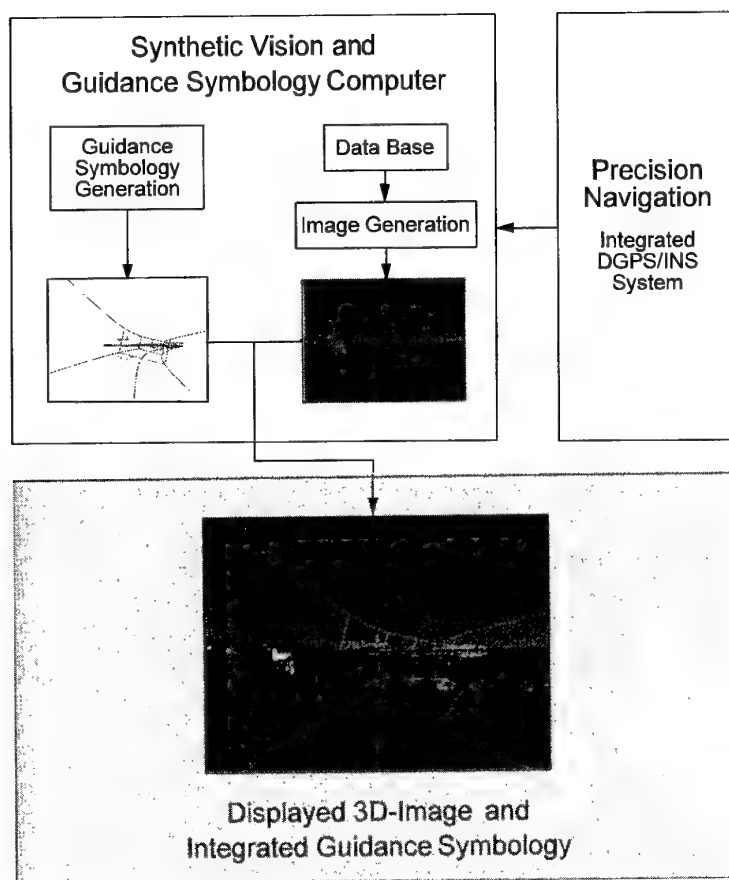 Synthetic Vision and
Guidance Symbology Computer
Guidance
Symbology
Generation
Data Base
Image Generation
Precision
Navigation
Integrated
DGPS/INS
System
Displayed 3D-Image and
Integrated Guidance Symbology